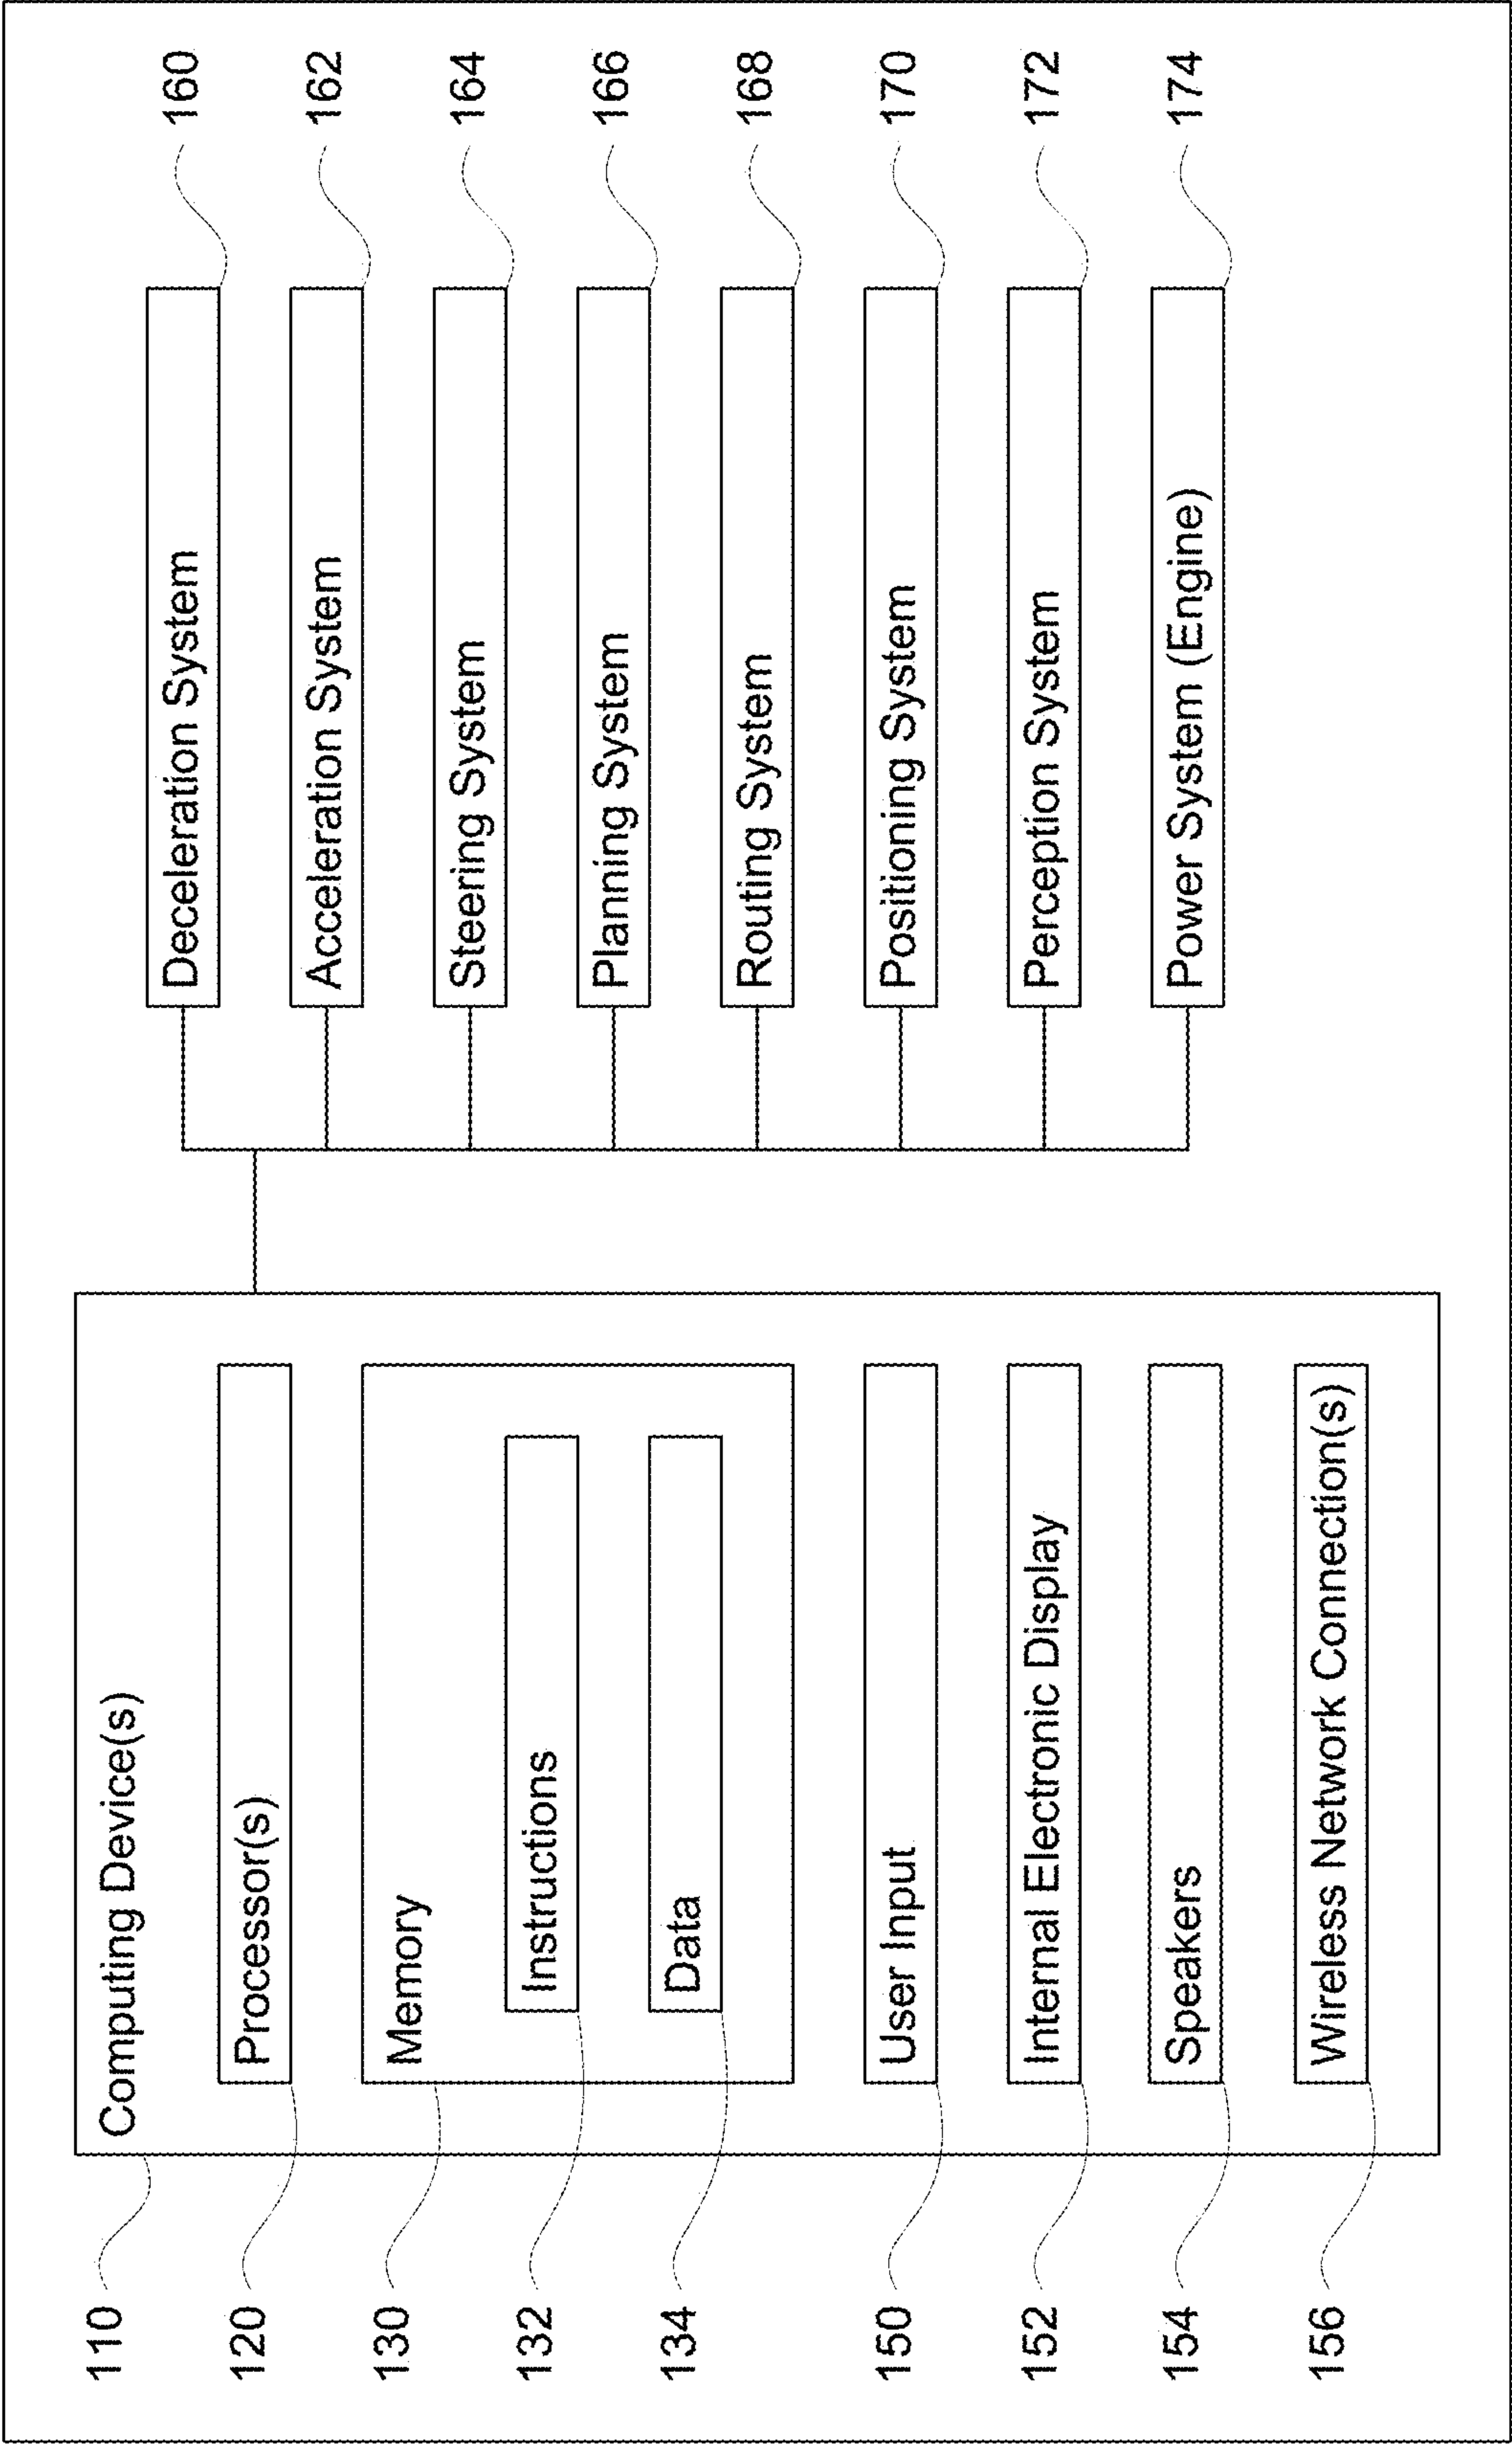 110
Computing Device(s)
120
Processor(s)
130
Memory
132
Instructions
134
Data
150
User Input
152
Internal Electronic Display
154
Speakers
156
Wireless Network Connection(s)
Deceleration System
160
Acceleration System
162
Steering System
164
Planning System
166
Routing System
168
Positioning System
170
Perception System
172
Power System (Engine)
174